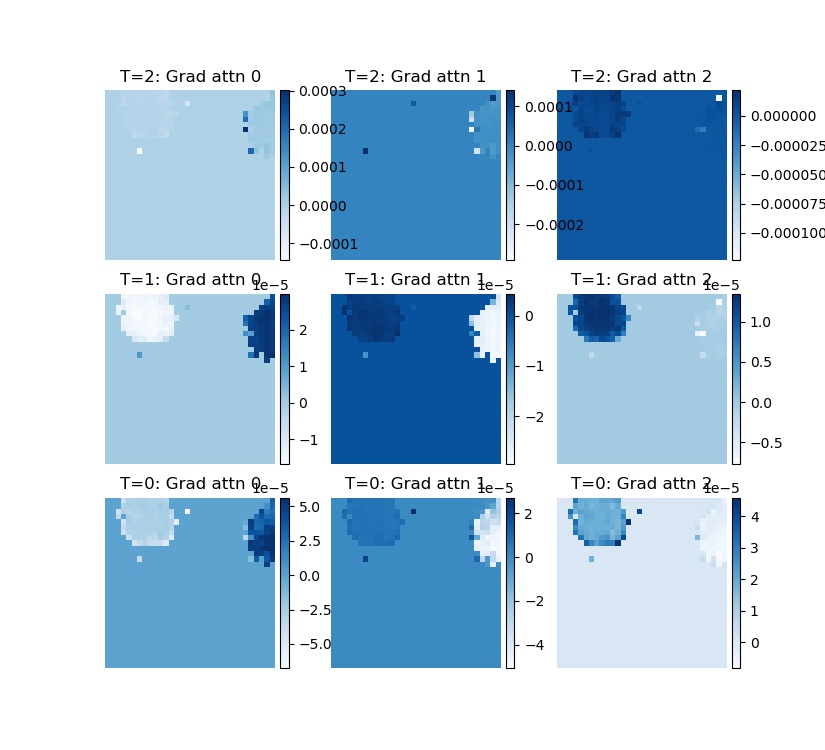 T=2: Grad attn 0
T=2: Grad attn 1
T=2: Grad attn 2
0.0003
0.0002
0.0001
0.0000
−0.0001
0.0001
0.0000
−0.0001
−0.0002
0.000000
−0.000025
−0.000050
−0.000075
−0.000100
T=1: Grad attn 0
1e−5
T=1: Grad attn 1
1e−5
T=1: Grad attn 2
1e−5
2
1
0
−1
0
−1
−2
1.0
0.5
0.0
−0.5
T=0: Grad attn 0
1e−5
T=0: Grad attn 1
1e−5
T=0: Grad attn 2
1e−5
5.0
2.5
0.0
−2.5
−5.0
2
0
−2
−4
4
3
2
1
0